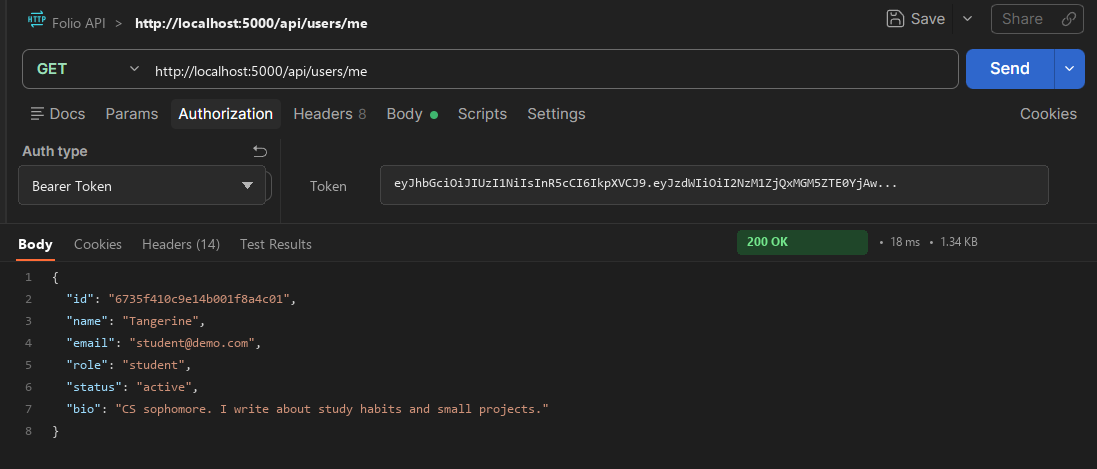 HTTP Folio API > http://localhost:5000/api/users/me Save Share
GET http://localhost:5000/api/users/me Send
Docs Params Authorization Headers 8 Body Scripts Settings Cookies
Auth type
Bearer Token Token eyJhbGciOiJIUzI1NiIsInR5cCI6IkpXVCJ9.eyJzdWIiOiI2NzM1ZjQxMGM5ZTE0YjAw...
Body Cookies Headers (14) Test Results 200 OK • 18 ms • 1.34 KB
1 {
2 "id": "6735f410c9e14b001f8a4c01",
3 "name": "Tangerine",
4 "email": "student@demo.com",
5 "role": "student",
6 "status": "active",
7 "bio": "CS sophomore. I write about study habits and small projects."
8 }